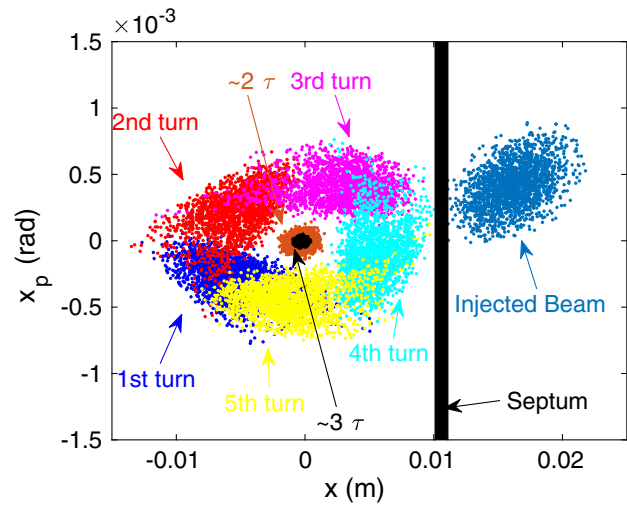 ×10⁻³
1.5
1
0.5
0
-0.5
-1
-1.5
x_p (rad)
~2 τ
3rd turn
2nd turn
Injected Beam
1st turn
4th turn
5th turn
~3 τ
Septum
-0.01
0
0.01
0.02
x (m)